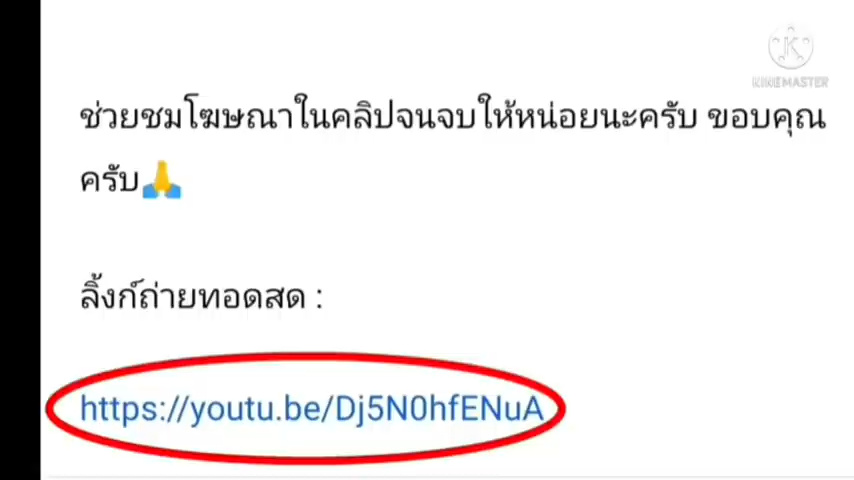 KINEMASTER
ช่วยชมโฆษณาในคลิปจนจบให้หน่อยนะครับ ขอบคุณ
ครับ🙏
ลิ้งก์ถ่ายทอดสด :
https://youtu.be/Dj5N0hfENuA